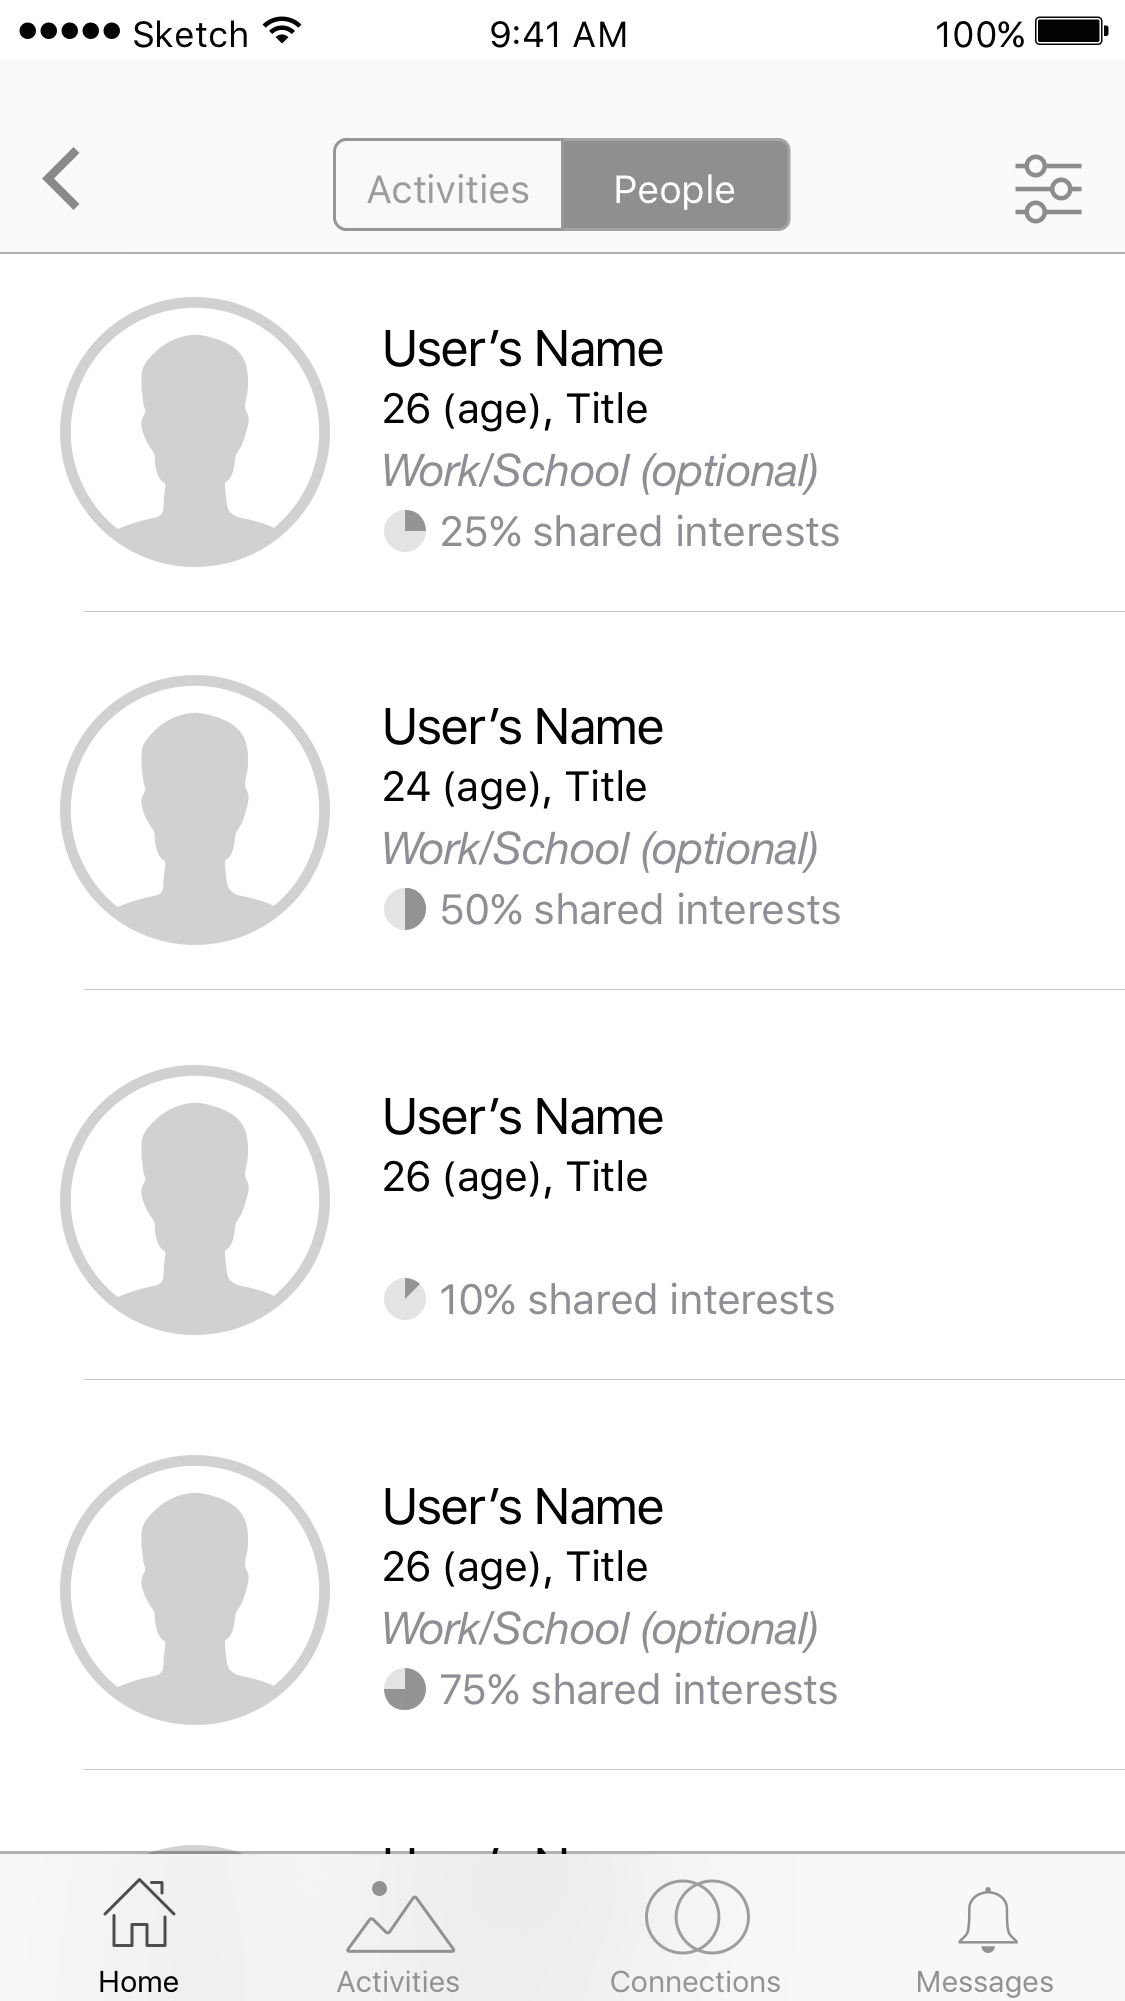 Sketch 9:41 AM 100%
Activities People
User’s Name
26 (age), Title
Work/School (optional)
25% shared interests
User’s Name
24 (age), Title
Work/School (optional)
50% shared interests
User’s Name
26 (age), Title
10% shared interests
User’s Name
26 (age), Title
Work/School (optional)
75% shared interests
Home Activities Connections Messages